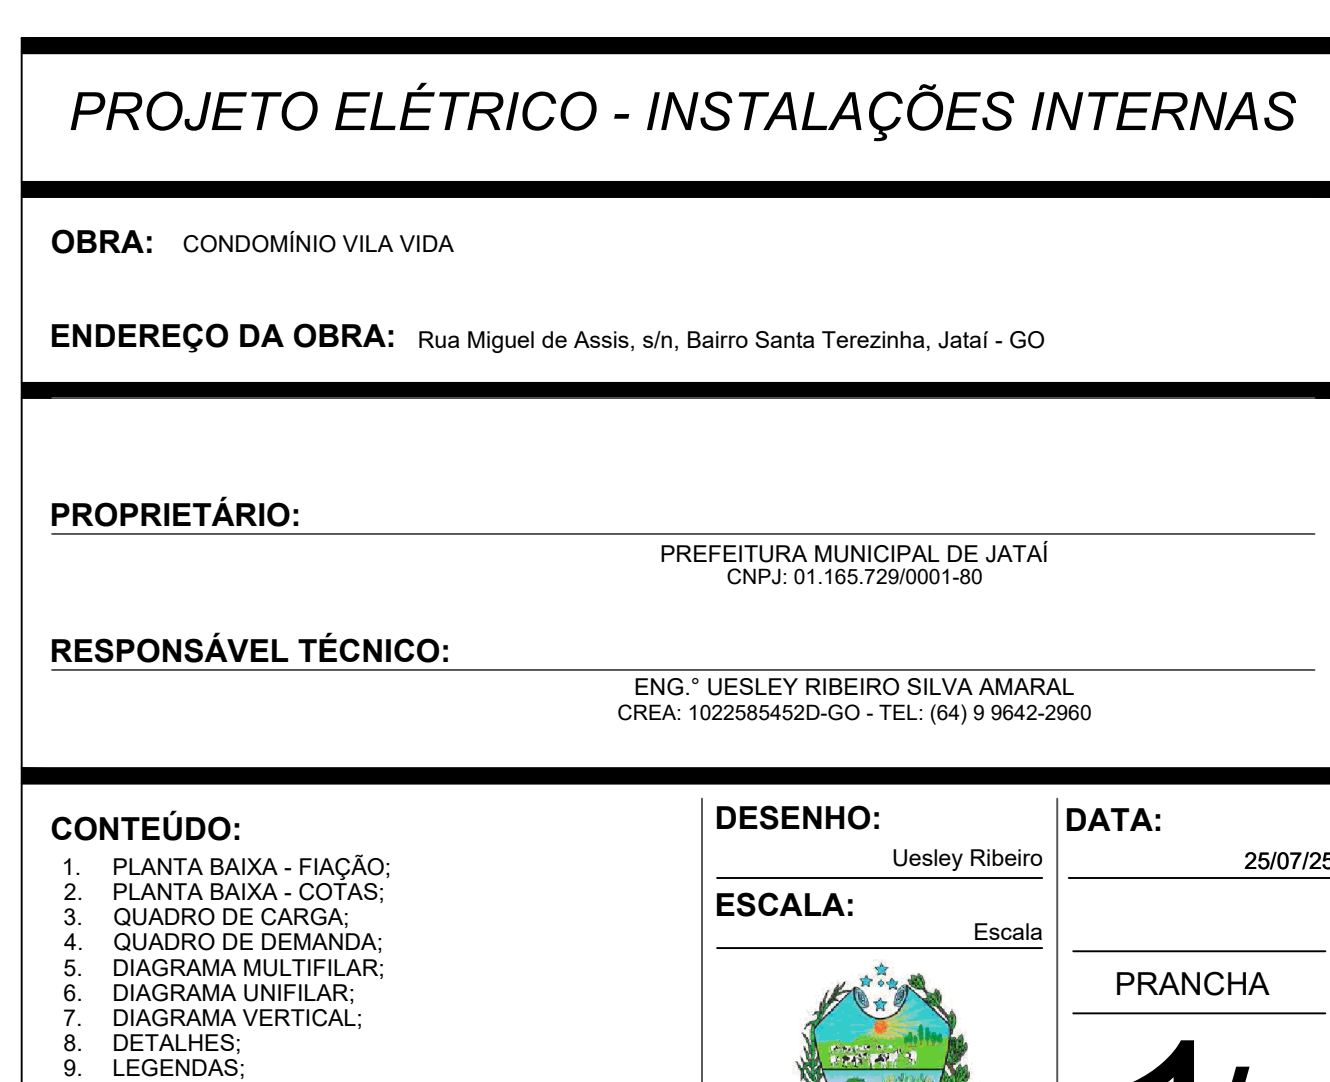 PROJETO ELÉTRICO - INSTALAÇÕES INTERNAS
OBRA: CONDOMÍNIO VILA VIDA
ENDEREÇO DA OBRA: Rua Miguel de Assis, s/n, Bairro Santa Terezinha, Jataí - GO
PROPRIETÁRIO:
PREFEITURA MUNICIPAL DE JATAÍ
CNPJ: 01.165.729/0001-80
RESPONSÁVEL TÉCNICO:
ENG.° UESLEY RIBEIRO SILVA AMARAL
CREA: 1022585452D-GO - TEL: (64) 9 9642-2960
CONTEÚDO:
1. PLANTA BAIXA - FIAÇÃO;
2. PLANTA BAIXA - COTAS;
3. QUADRO DE CARGA;
4. QUADRO DE DEMANDA;
5. DIAGRAMA MULTIFILAR;
6. DIAGRAMA UNIFILAR;
7. DIAGRAMA VERTICAL;
8. DETALHES;
9. LEGENDAS;
DESENHO:
Uesley Ribeiro
ESCALA:
Escala
DATA:
25/07/25
PRANCHA
1/